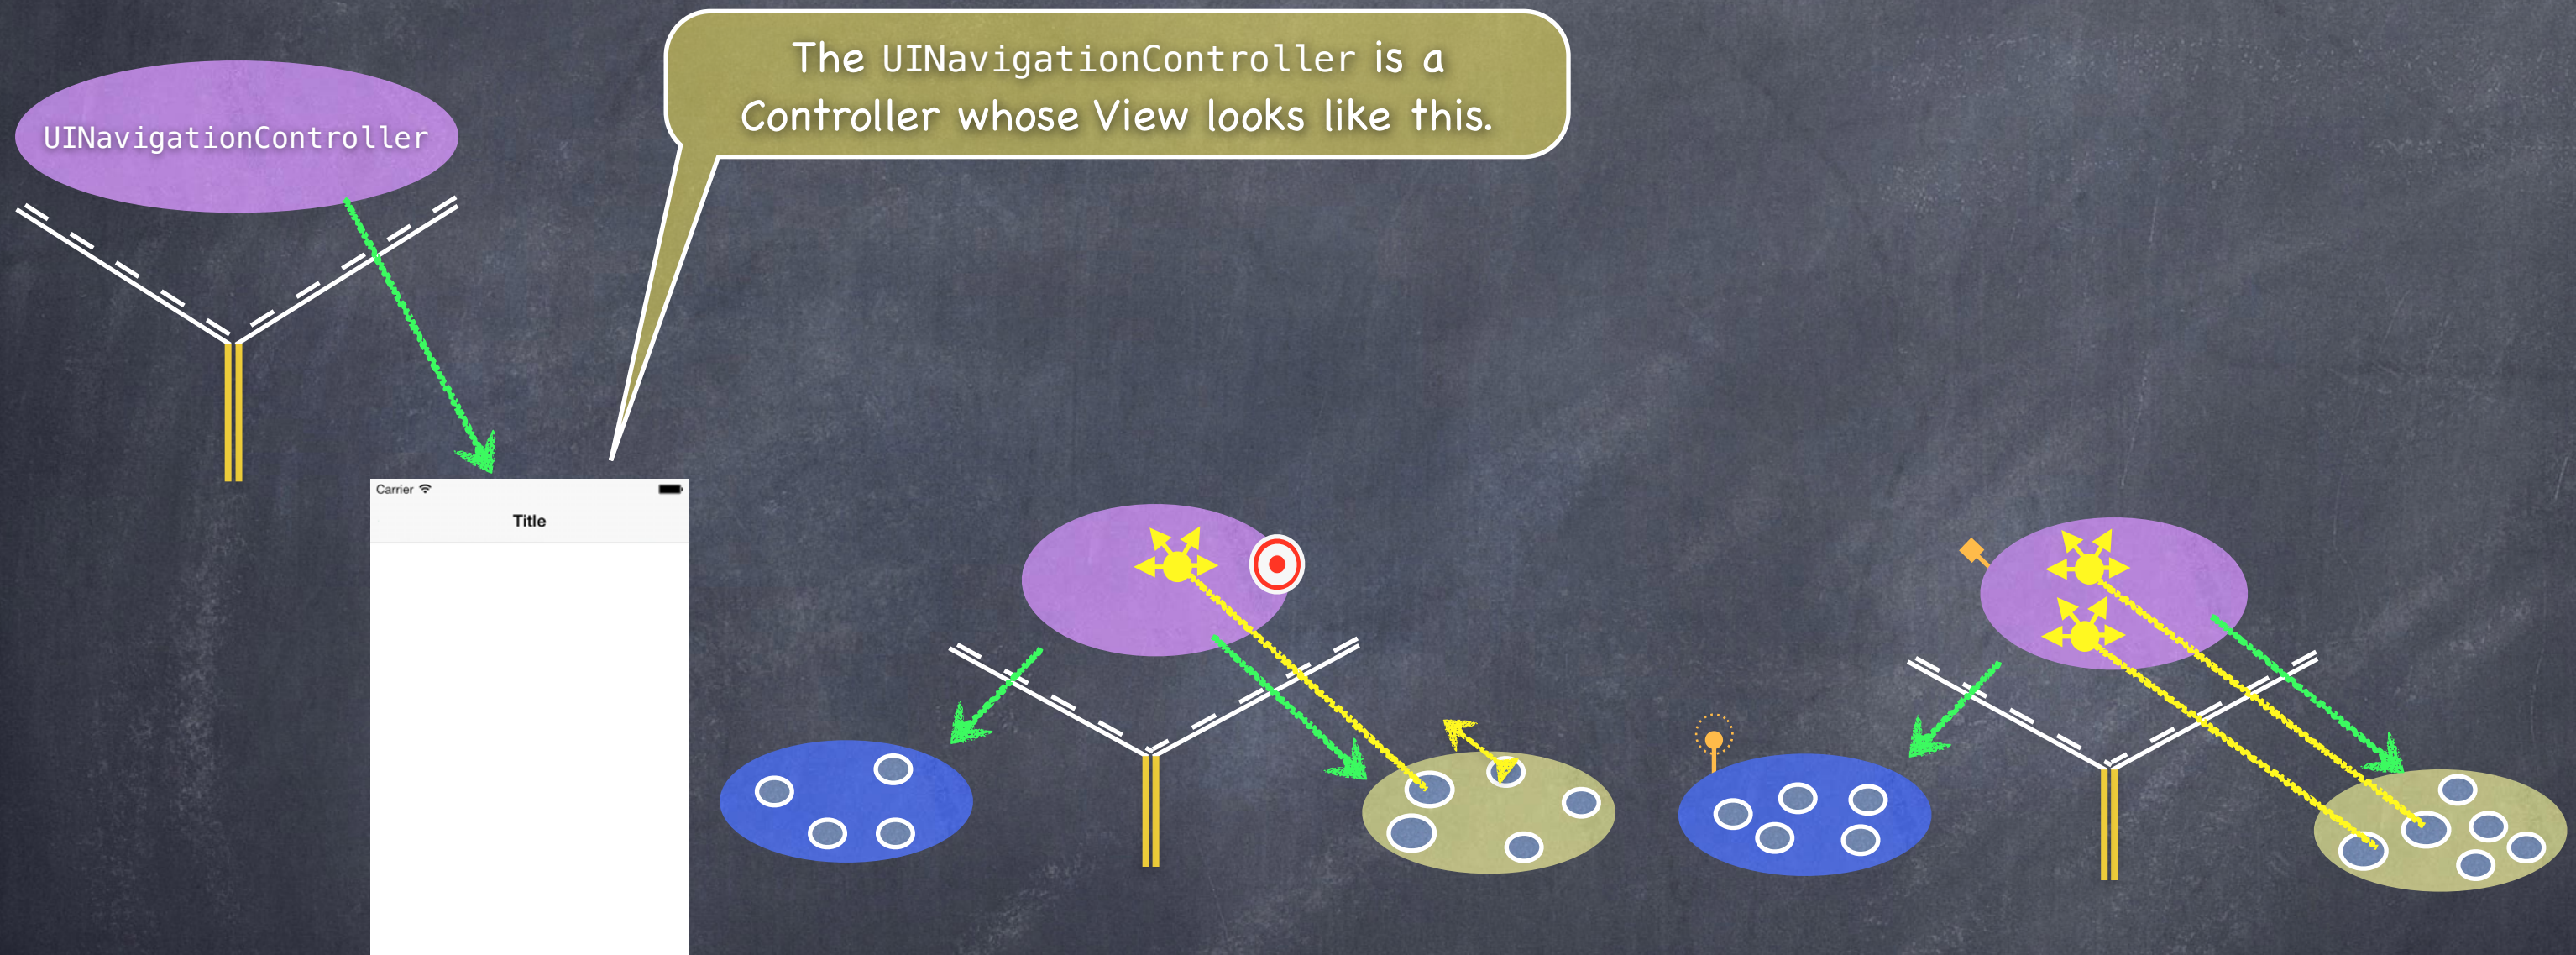 The UINavigationController is a
Controller whose View looks like this.
UINavigationController
Carrier
Title